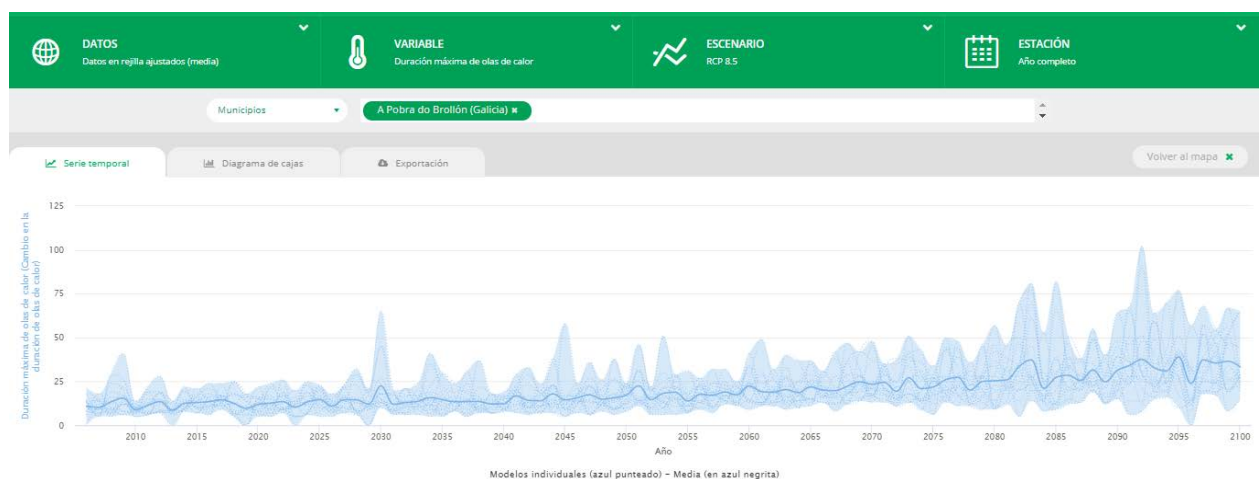 DATOS
Datos en rejilla ajustados (media)
VARIABLE
Duración máxima de olas de calor
ESCENARIO
RCP 8.5
ESTACIÓN
Año completo
Municipios
A Pobra do Brollón (Galicia) ×
Serie temporal
Diagrama de cajas
Exportación
Volver al mapa ×
Duración máxima de olas de calor (Cambio en la
duración de olas de calor)
125
100
75
50
25
0
2010 2015 2020 2025 2030 2035 2040 2045 2050 2055 2060 2065 2070 2075 2080 2085 2090 2095 2100
Año
Modelos individuales (azul punteado) - Media (en azul negrita)